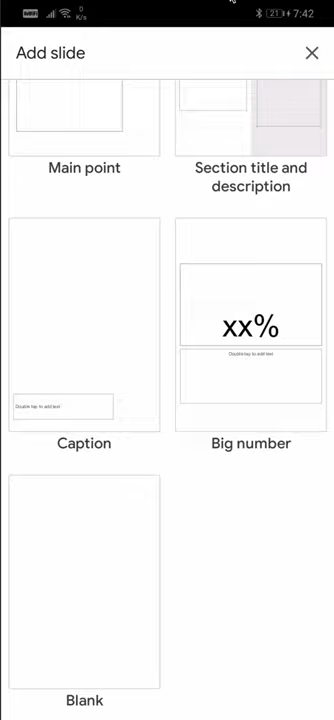 0
K/s
21
7:42
Add slide
Main point
Section title and
description
Double tap to add text
xx%
Double tap to add text
Caption
Big number
Blank